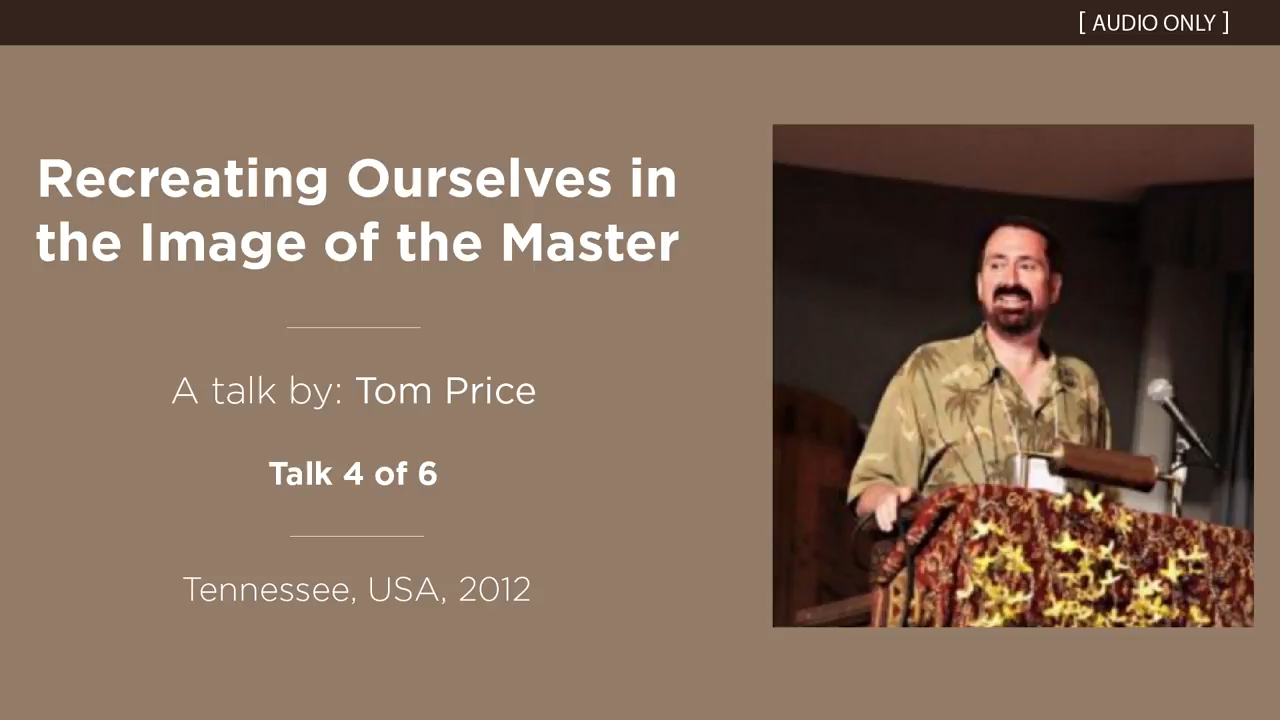 [ AUDIO ONLY ]
Recreating Ourselves in
the Image of the Master
A talk by: Tom Price
Talk 4 of 6
Tennessee, USA, 2012